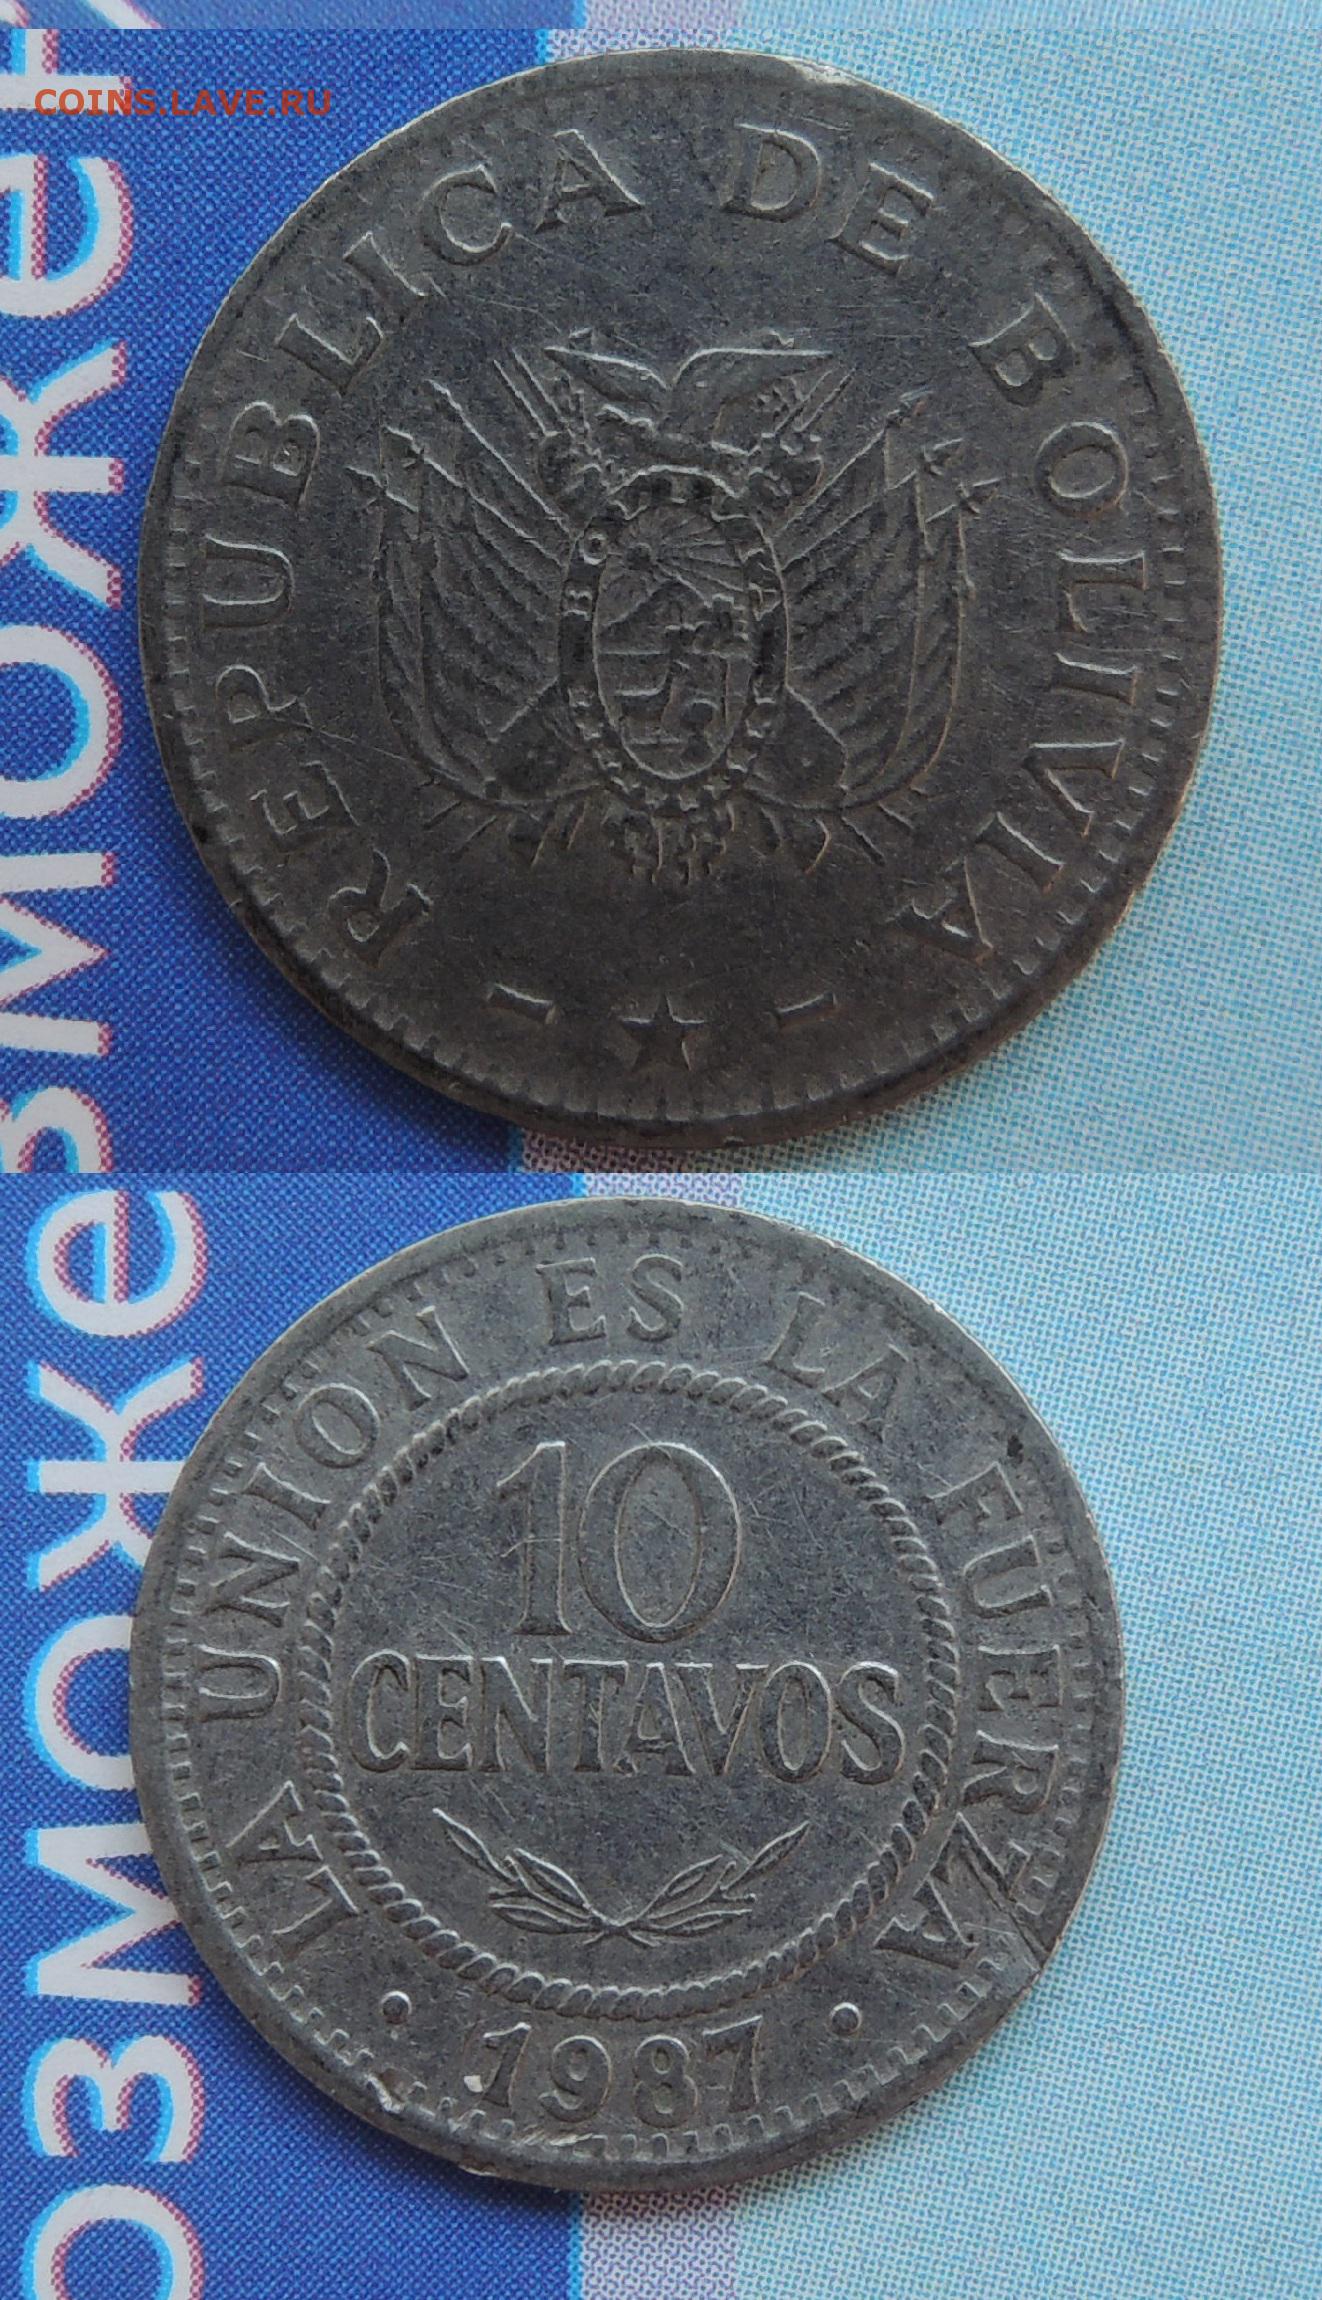 COINS.LAVE.RU
REPUBLICA DE BOLIVIA
LA UNION ES LA FUERZA
10
CENTAVOS
1987